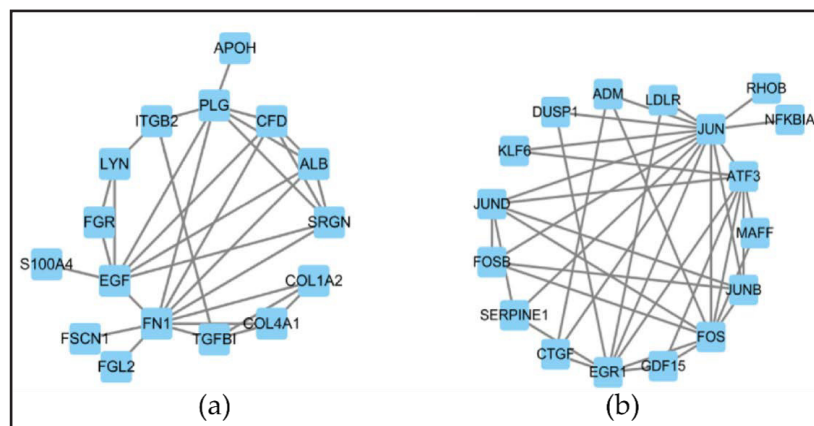 APOH
PLG
CFD
ITGB2
ALB
LYN
SRGN
FGR
S100A4
EGF
COL1A2
FN1
COL4A1
TGFBI
FSCN1
FGL2
(a)
ADM
LDLR
RHOB
DUSP1
JUN
NFKBIA
KLF6
ATF3
JUND
MAFF
FOSB
JUNB
SERPINE1
FOS
CTGF
EGR1
GDF15
(b)